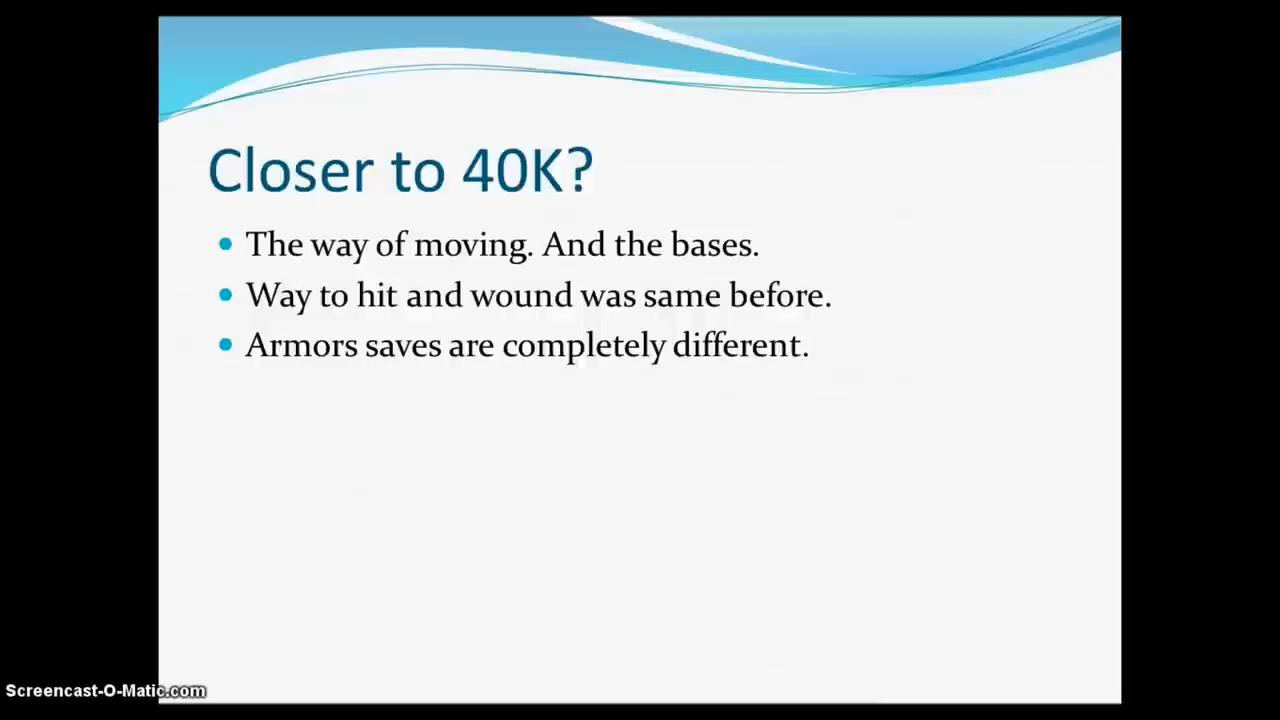 Closer to 40K?
The way of moving. And the bases.
Way to hit and wound was same before.
Armors saves are completely different.
Screencast-O-Matic.com